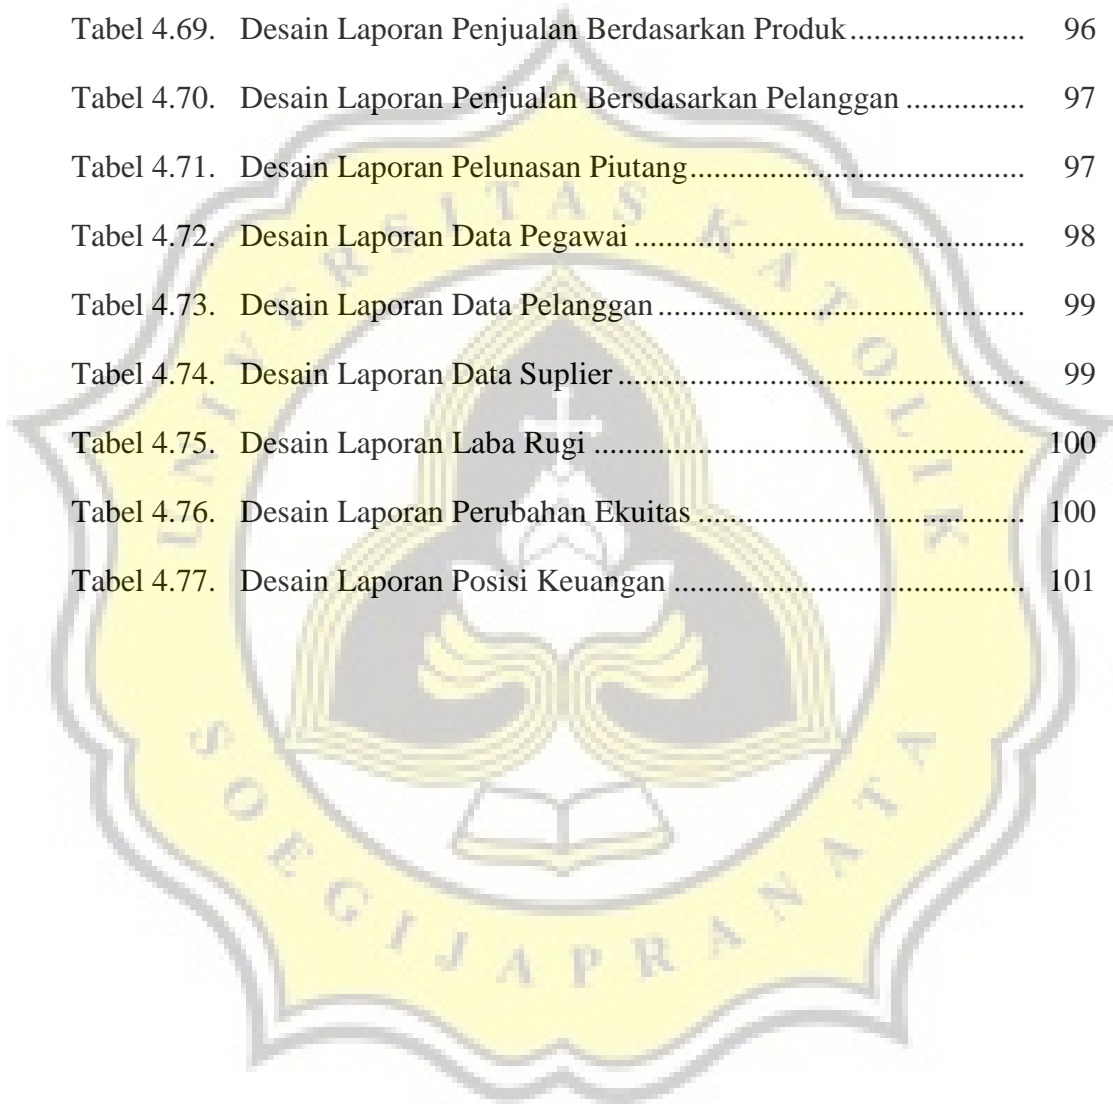 Tabel 4.69. Desain Laporan Penjualan Berdasarkan Produk..................... 96
Tabel 4.70. Desain Laporan Penjualan Bersdasarkan Pelanggan .............. 97
Tabel 4.71. Desain Laporan Pelunasan Piutang........................................ 97
Tabel 4.72. Desain Laporan Data Pegawai ............................................... 98
Tabel 4.73. Desain Laporan Data Pelanggan ............................................ 99
Tabel 4.74. Desain Laporan Data Suplier ................................................. 99
Tabel 4.75. Desain Laporan Laba Rugi .................................................... 100
Tabel 4.76. Desain Laporan Perubahan Ekuitas ....................................... 100
Tabel 4.77. Desain Laporan Posisi Keuangan .......................................... 101
UNIVERSITAS KATOLIK
SOEGIJAPRANATA